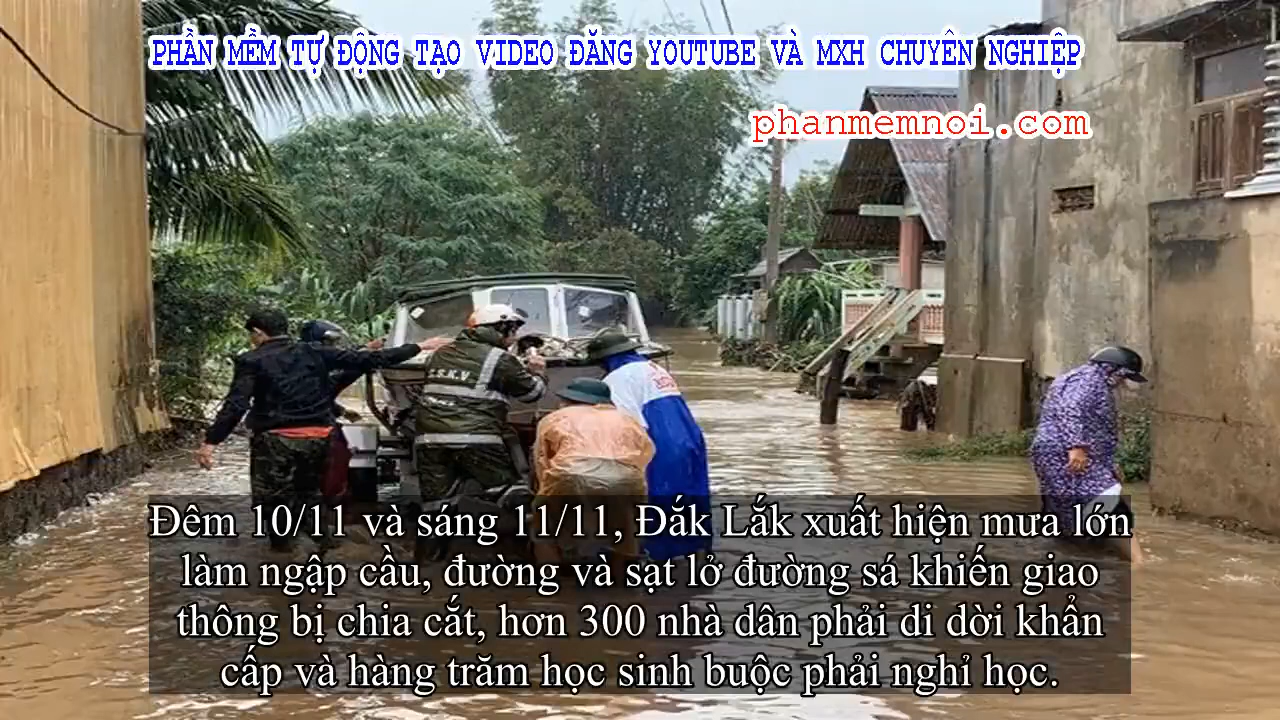 PHẦN MỀM TỰ ĐỘNG TẠO VIDEO ĐĂNG YOUTUBE VÀ MXH CHUYÊN NGHIỆP
phanmemnoi.com
T.S.K.V
Đêm 10/11 và sáng 11/11, Đắk Lắk xuất hiện mưa lớn
làm ngập cầu, đường và sạt lở đường sá khiến giao
thông bị chia cắt, hơn 300 nhà dân phải di dời khẩn
cấp và hàng trăm học sinh buộc phải nghỉ học.